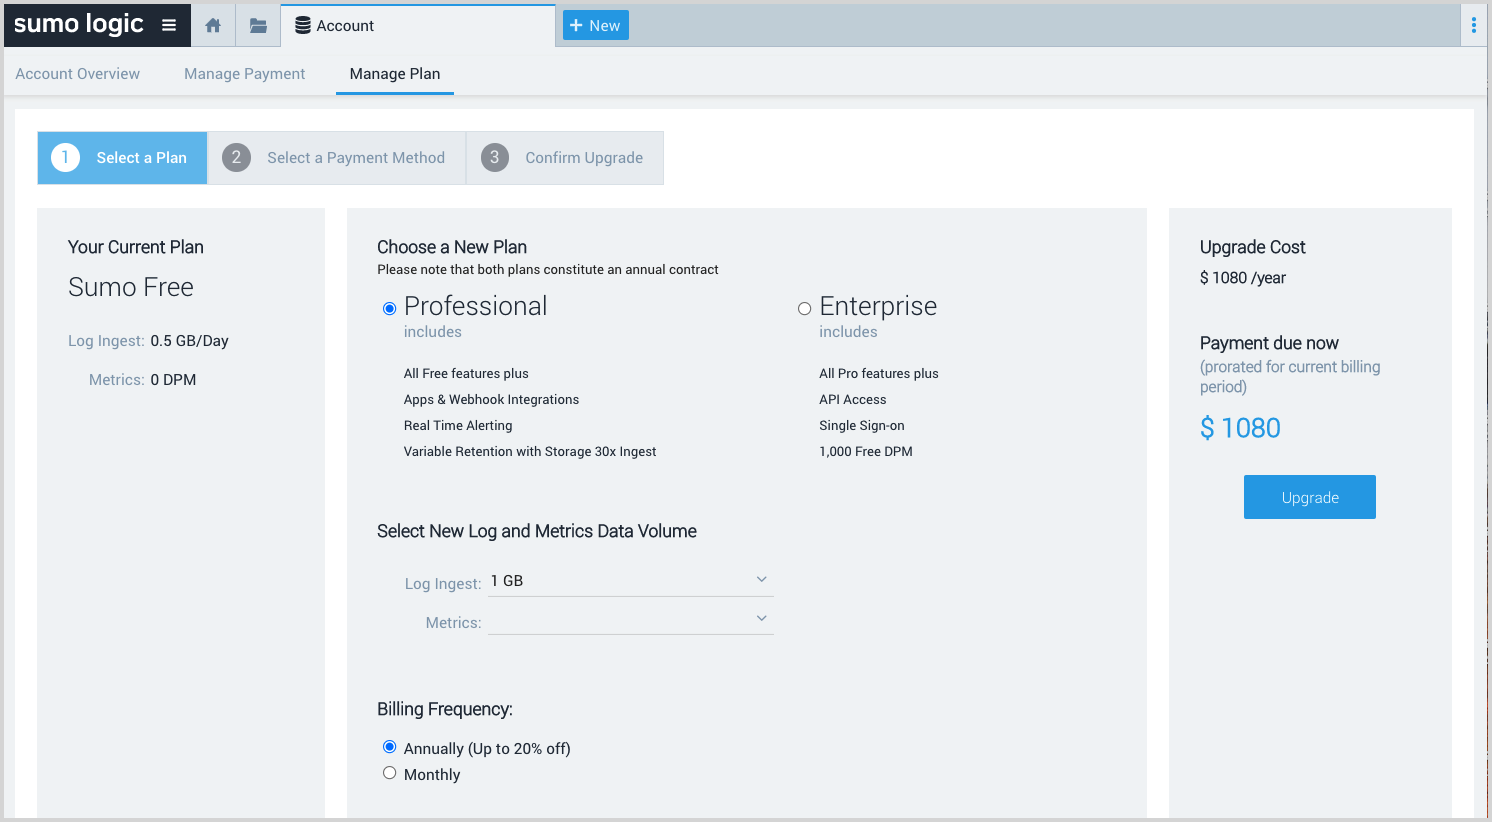 sumo logic
Account
New
Account Overview
Manage Payment
Manage Plan
1 Select a Plan
2 Select a Payment Method
3 Confirm Upgrade
Your Current Plan
Sumo Free
Log Ingest: 0.5 GB/Day
Metrics: 0 DPM
Choose a New Plan
Please note that both plans constitute an annual contract
Professional
includes
All Free features plus
Apps & Webhook Integrations
Real Time Alerting
Variable Retention with Storage 30x Ingest
Enterprise
includes
All Pro features plus
API Access
Single Sign-on
1,000 Free DPM
Select New Log and Metrics Data Volume
Log Ingest: 1 GB
Metrics:
Billing Frequency:
Annually (Up to 20% off)
Monthly
Upgrade Cost
$ 1080 /year
Payment due now
(prorated for current billing
period)
$ 1080
Upgrade